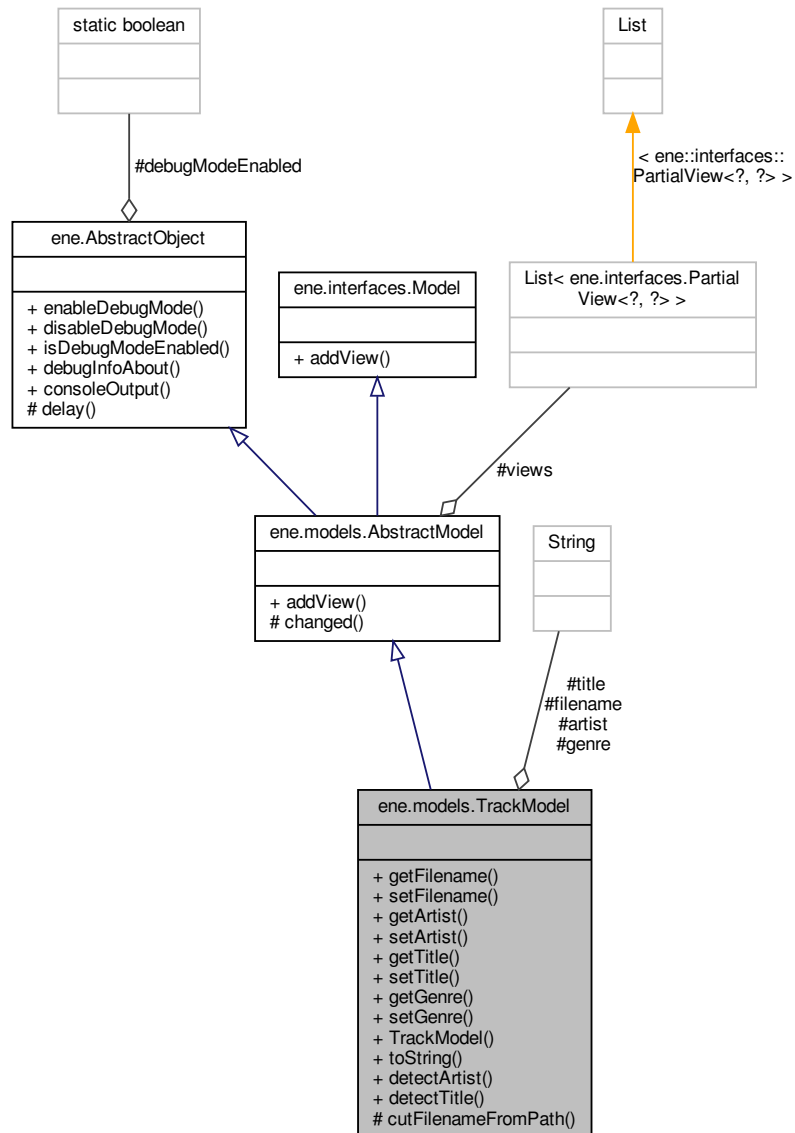 static boolean
List
#debugModeEnabled
< ene::interfaces::
PartialView<?, ?> >
ene.AbstractObject
+ enableDebugMode()
+ disableDebugMode()
+ isDebugModeEnabled()
+ debugInfoAbout()
+ consoleOutput()
# delay()
ene.interfaces.Model
+ addView()
List< ene.interfaces.Partial
View<?, ?> >
#views
ene.models.AbstractModel
+ addView()
# changed()
String
#title
#filename
#artist
#genre
ene.models.TrackModel
+ getFilename()
+ setFilename()
+ getArtist()
+ setArtist()
+ getTitle()
+ setTitle()
+ getGenre()
+ setGenre()
+ TrackModel()
+ toString()
+ detectArtist()
+ detectTitle()
# cutFilenameFromPath()